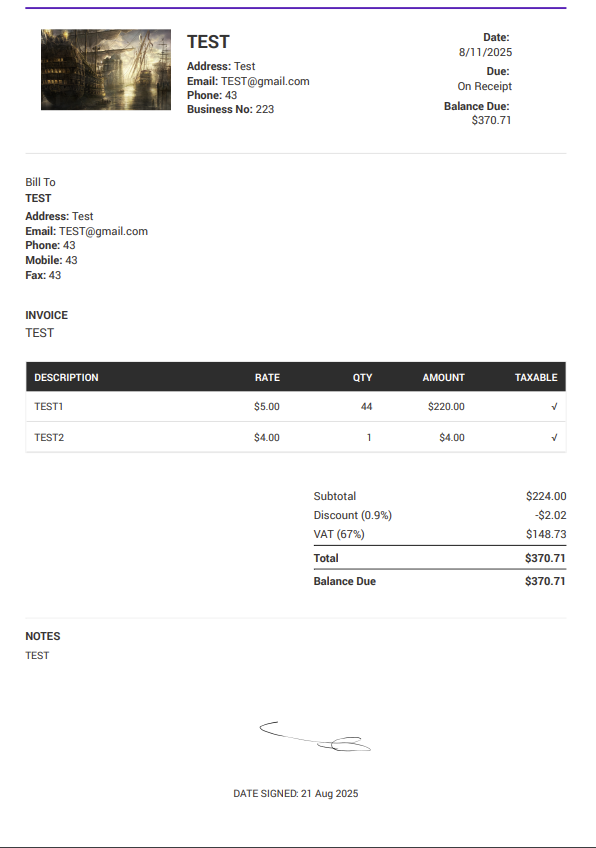 TEST
Address: Test
Email: TEST@gmail.com
Phone: 43
Business No: 223
Date:
8/11/2025
Due:
On Receipt
Balance Due:
$370.71
Bill To
TEST
Address: Test
Email: TEST@gmail.com
Phone: 43
Mobile: 43
Fax: 43
INVOICE
TEST
DESCRIPTION RATE QTY AMOUNT TAXABLE
TEST1 $5.00 44 $220.00 √
TEST2 $4.00 1 $4.00 √
Subtotal $224.00
Discount (0.9%) -$2.02
VAT (67%) $148.73
Total $370.71
Balance Due $370.71
NOTES
TEST
DATE SIGNED: 21 Aug 2025